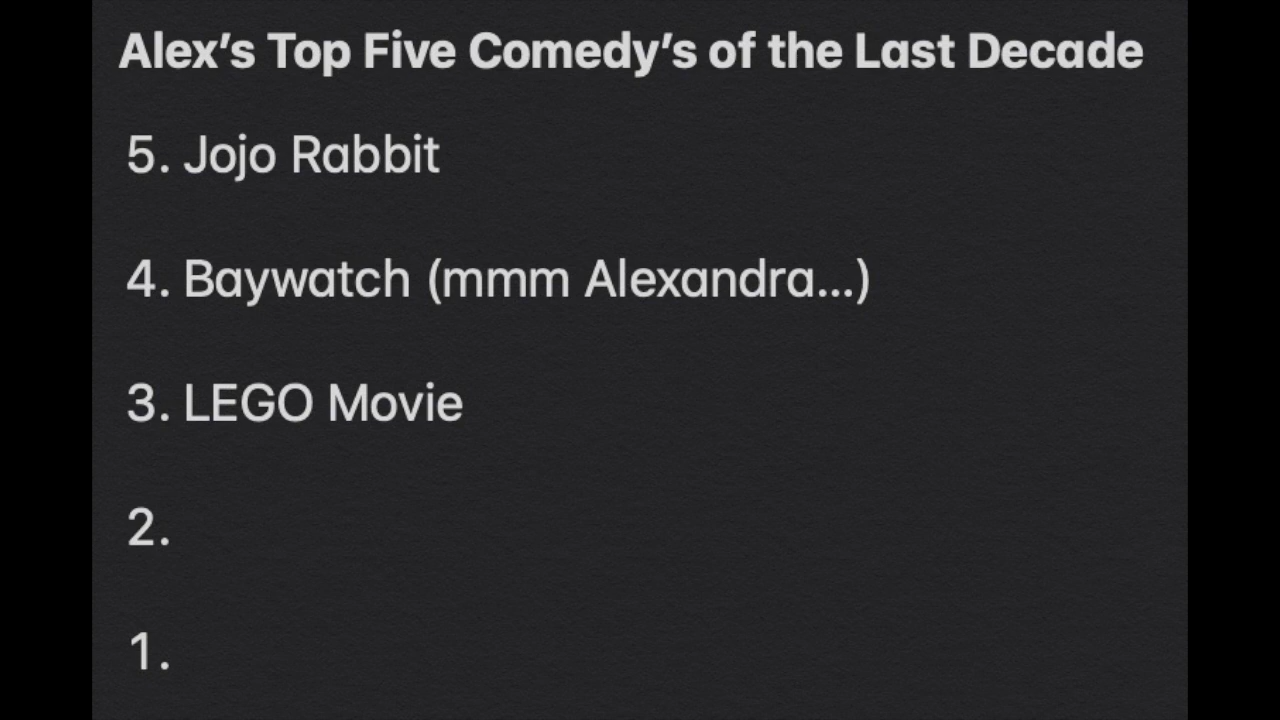 Alex’s Top Five Comedy’s of the Last Decade
5. Jojo Rabbit
4. Baywatch (mmm Alexandra...)
3. LEGO Movie
2.
1.